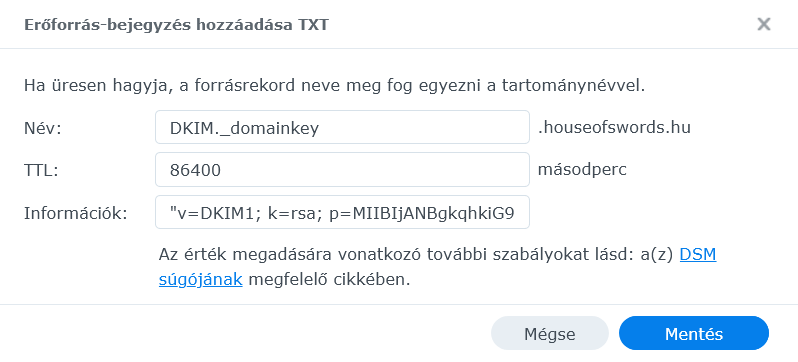 Erőforrás-bejegyzés hozzáadása TXT
Ha üresen hagyja, a forrásrekord neve meg fog egyezni a tartománynévvel.
Név: DKIM._domainkey .houseofswords.hu
TTL: 86400 másodperc
Információk: "v=DKIM1; k=rsa; p=MIIBIjANBgkqhkiG9
Az érték megadására vonatkozó további szabályokat lásd: a(z) DSM
súgójának megfelelő cikkében.
Mégse Mentés